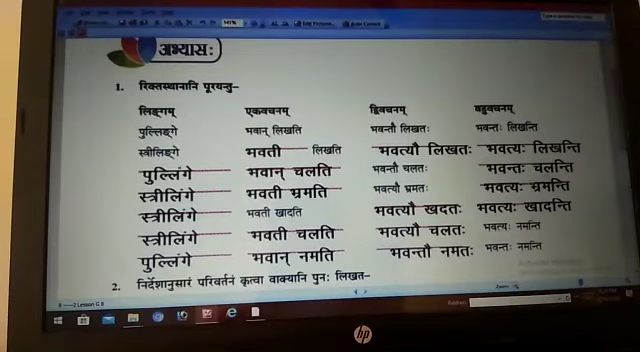 अभ्यासः
1. रिक्तस्थानानि पूरयन्तु–
लिङ्गम् एकवचनम् द्विवचनम् बहुवचनम्
पुल्लिङ्गे भवान् लिखति भवन्तौ लिखतः भवन्तः लिखन्ति
स्त्रीलिङ्गे भवती लिखति भवत्यौ लिखतः भवत्यः लिखन्ति
पुल्लिंगे भवान् चलति भवन्तौ चलतः भवन्तः चलन्ति
स्त्रीलिंगे भवती भ्रमति भवत्यौ भ्रमतः भवत्यः भ्रमन्ति
स्त्रीलिंगे भवती खादति भवत्यौ खदतः भवत्यः खादन्ति
स्त्रीलिंगे भवती चलति भवत्यौ चलतः भवत्यः नमन्ति
पुल्लिंगे भवान् नमति भवन्तौ नमतः भवन्तः नमन्ति
2. निर्देशानुसारं परिवर्तनं कृत्वा वाक्यानि पुनः लिखत–
hp